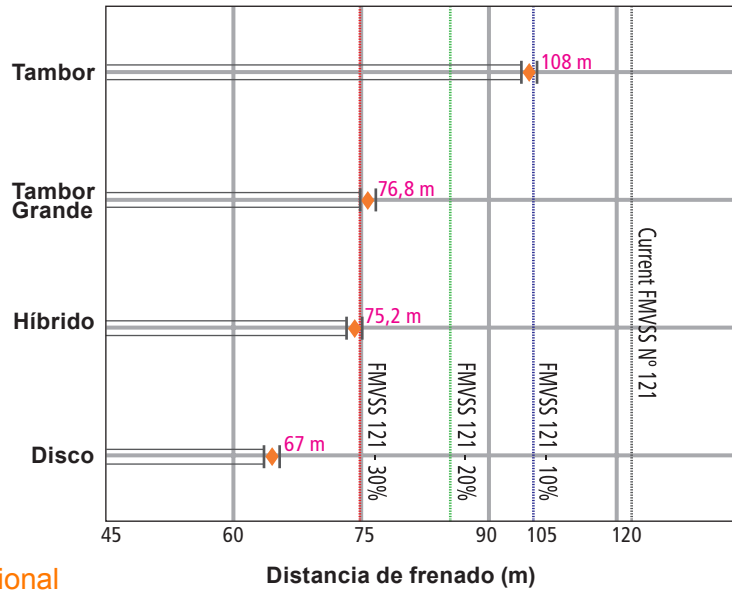 Tambor
108 m
Tambor
Grande
76,8 m
Híbrido
75,2 m
Disco
67 m
FMVSS 121 - 30%
FMVSS 121 - 20%
FMVSS 121 - 10%
Current FMVSS Nº 121
45 60 75 90 105 120
ional
Distancia de frenado (m)